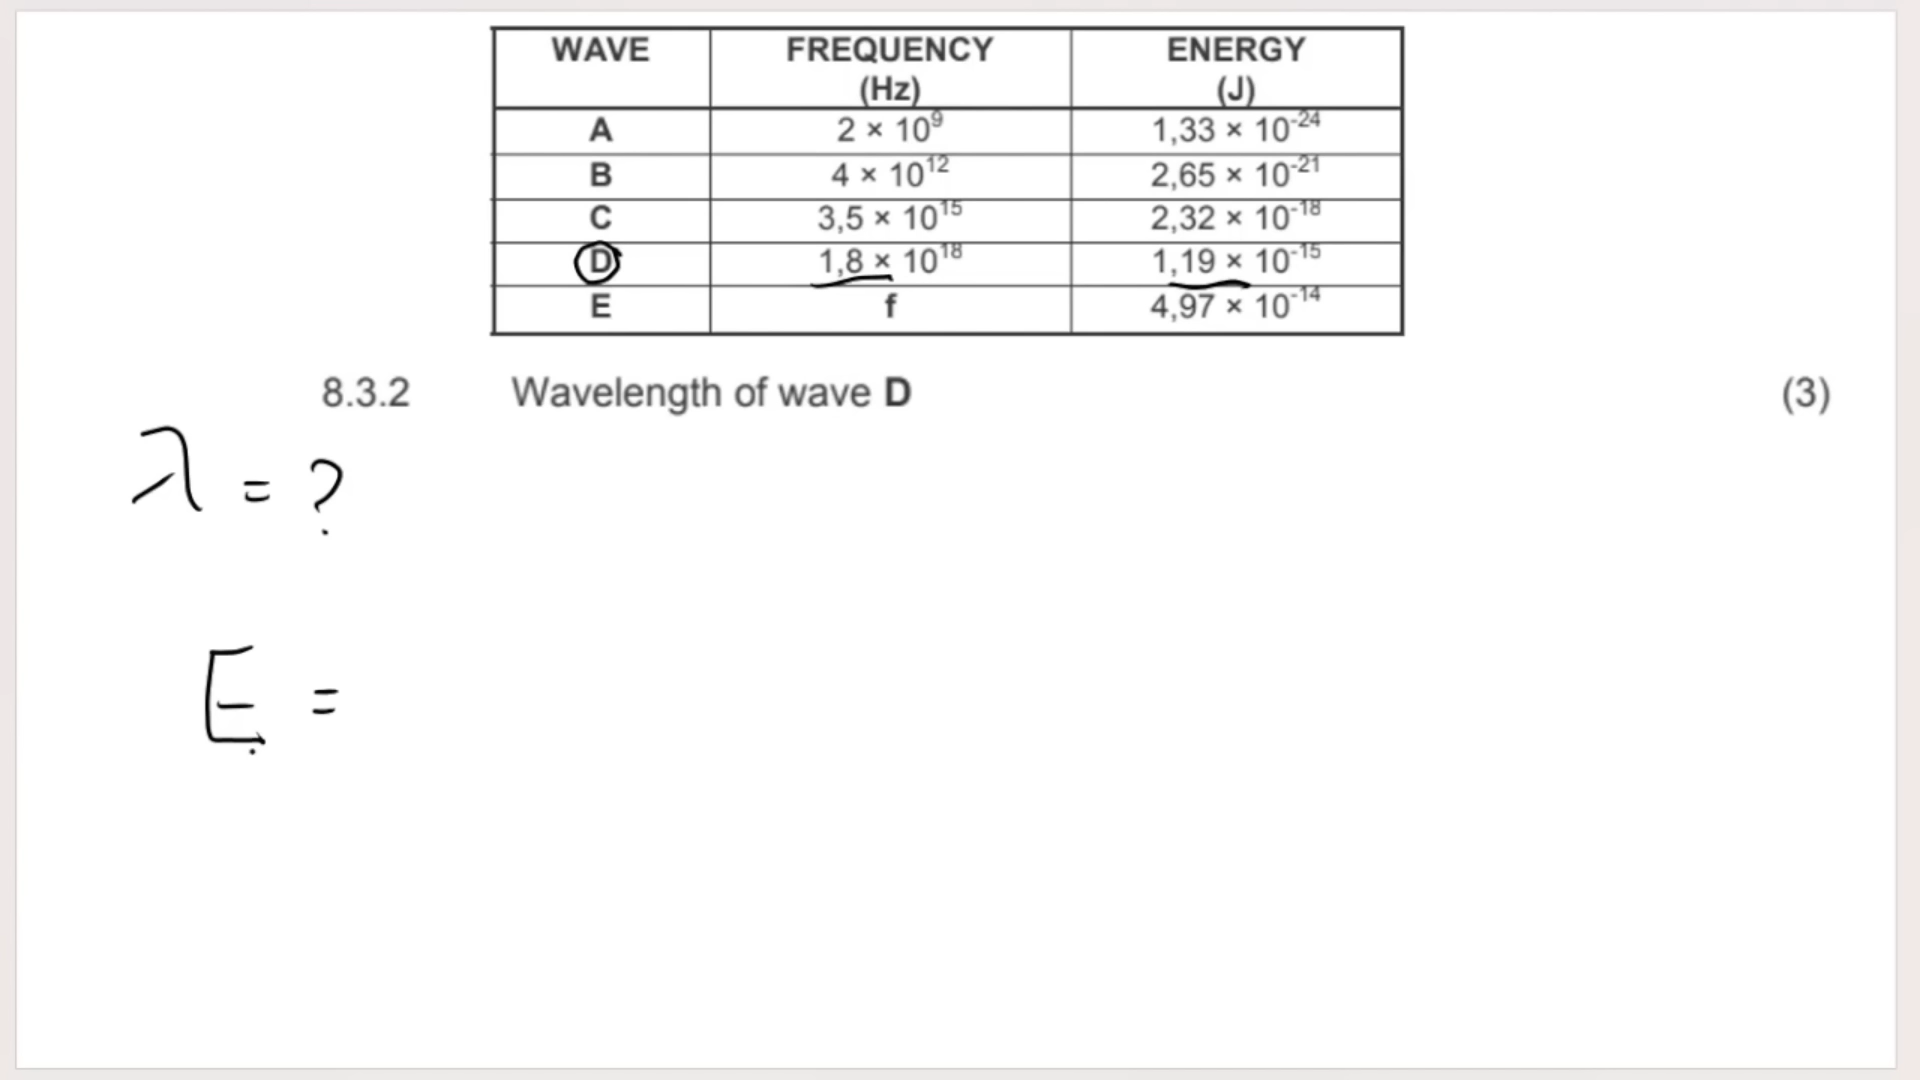 WAVE FREQUENCY (Hz) ENERGY (J)
A 2 × 10⁹ 1,33 × 10⁻²⁴
B 4 × 10¹² 2,65 × 10⁻²¹
C 3,5 × 10¹⁵ 2,32 × 10⁻¹⁸
D 1,8 × 10¹⁸ 1,19 × 10⁻¹⁵
E f 4,97 × 10⁻¹⁴
8.3.2 Wavelength of wave D (3)
λ = ?
E =